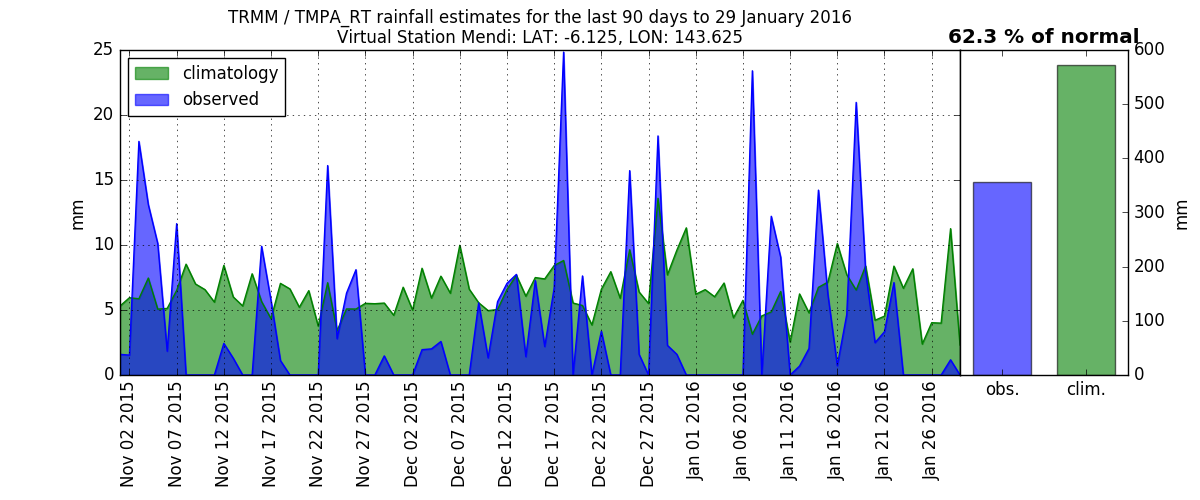 TRMM / TMPA_RT rainfall estimates for the last 90 days to 29 January 2016
Virtual Station Mendi: LAT: -6.125, LON: 143.625
62.3 % of normal
climatology
observed
25
20
15
10
5
0
mm
600
500
400
300
200
100
0
mm
obs.
clim.
Nov 02 2015
Nov 07 2015
Nov 12 2015
Nov 17 2015
Nov 22 2015
Nov 27 2015
Dec 02 2015
Dec 07 2015
Dec 12 2015
Dec 17 2015
Dec 22 2015
Dec 27 2015
Jan 01 2016
Jan 06 2016
Jan 11 2016
Jan 16 2016
Jan 21 2016
Jan 26 2016